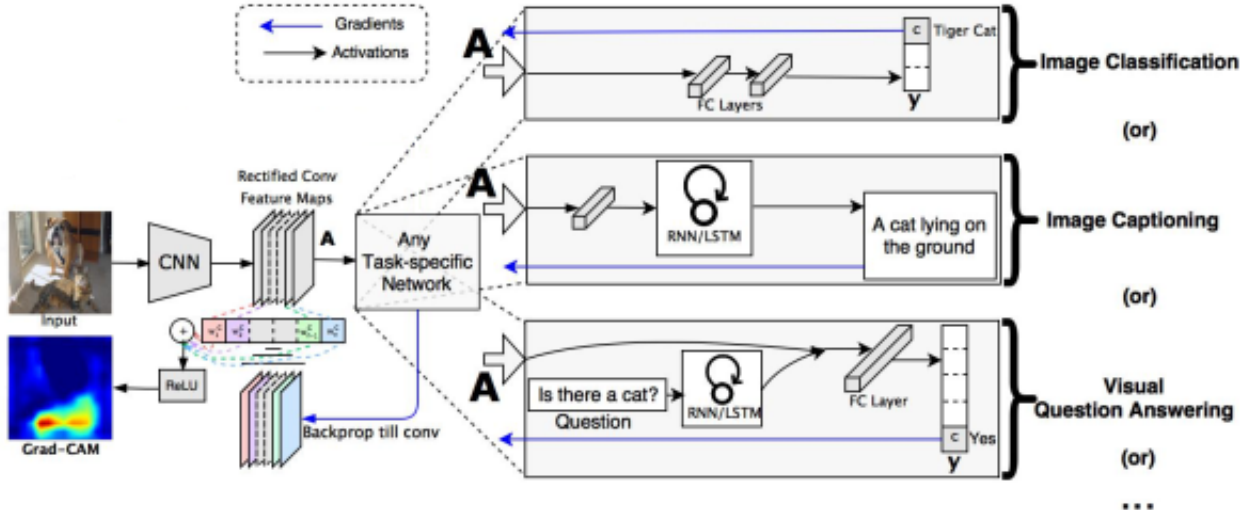 Gradients
Activations
A
c
Tiger Cat
FC Layers
y
Image Classification
(or)
Rectified Conv
Feature Maps
A
CNN
Input
Any
Task-specific
Network
A
RNN/LSTM
A cat lying on
the ground
Image Captioning
(or)
+
ReLU
Grad-CAM
Backprop till conv
A
Is there a cat?
Question
RNN/LSTM
FC Layer
c
Yes
y
Visual
Question Answering
(or)
...